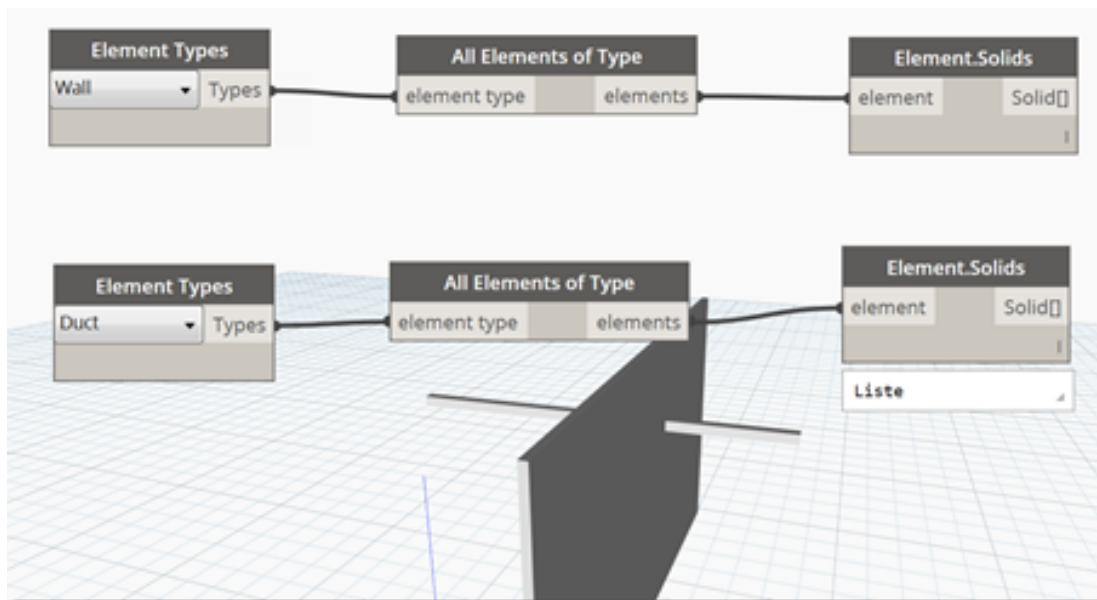 Element Types
Wall
Types
All Elements of Type
element type
elements
Element.Solids
element
Solid[]
l
Element Types
Duct
Types
All Elements of Type
element type
elements
Element.Solids
element
Solid[]
l
Liste